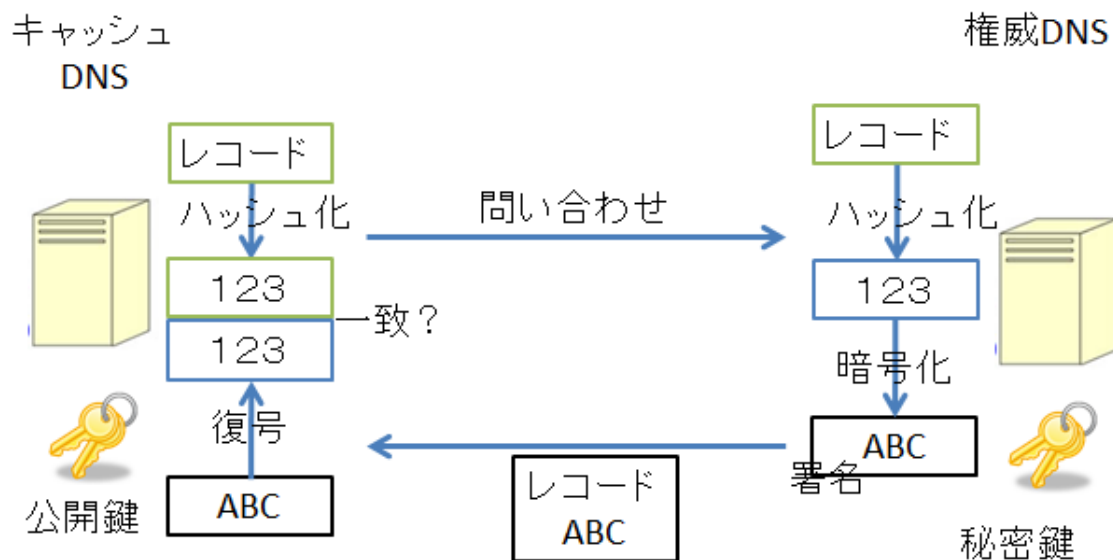 キャッシュ
DNS
権威DNS
レコード
レコード
ハッシュ化
問い合わせ
ハッシュ化
123
123
一致？
123
暗号化
復号
ABC
署名
レコード
ABC
ABC
公開鍵
秘密鍵